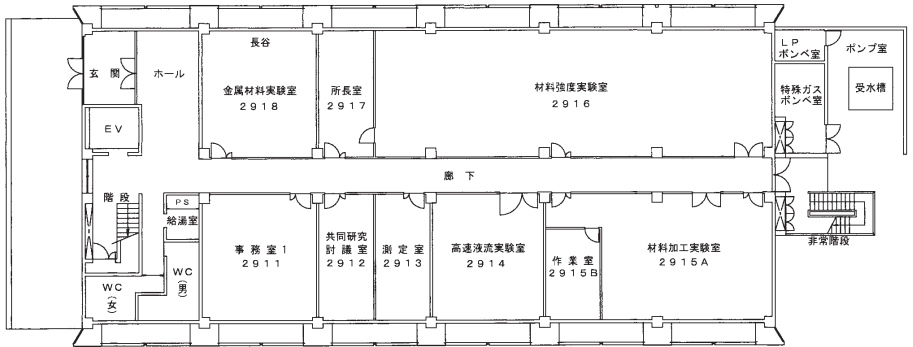 玄関
ホール
長谷
金属材料実験室
2918
所長室
2917
材料強度実験室
2916
LP
ボンベ室
ポンプ室
特殊ガス
ボンベ室
受水槽
EV
廊下
階段
PS
給湯室
事務室1
2911
共同研究
討議室
2912
測定室
2913
高速液流実験室
2914
作業室
2915B
材料加工実験室
2915A
非常階段
WC
(女)
WC
(男)